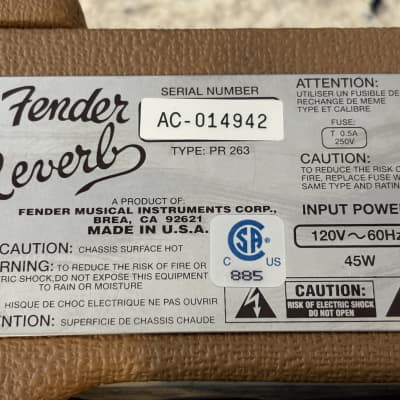 Fender
Reverb
SERIAL NUMBER
AC-014942
TYPE: PR 263
A PRODUCT OF:
FENDER MUSICAL INSTRUMENTS CORP.,
BREA, CA 92621
MADE IN U.S.A.
CAUTION: CHASSIS SURFACE HOT
WARNING: TO REDUCE THE RISK OF FIRE OR
SHOCK,DO NOT EXPOSE THIS EQUIPMENT
TO RAIN OR MOISTURE
RISQUE DE CHOC ELECTRIQUE NE PAS OUVRIR
ATTENTION: SUPERFICIE DE CHASSIS CHAUDE
C SA US
885
ATTENTION:
UTILISER UN FUSIBLE DE
RECHANGE DE MEME
TYPE ET CALIBRE
FUSE:
T 0.5A
250V
CAUTION:
TO REDUCE THE RISK OF
FIRE, REPLACE FUSE WITH
SAME TYPE AND RATING
INPUT POWER
120V~60Hz
45W
CAUTION
RISK OF ELECTRIC SHOCK
DO NOT OPEN